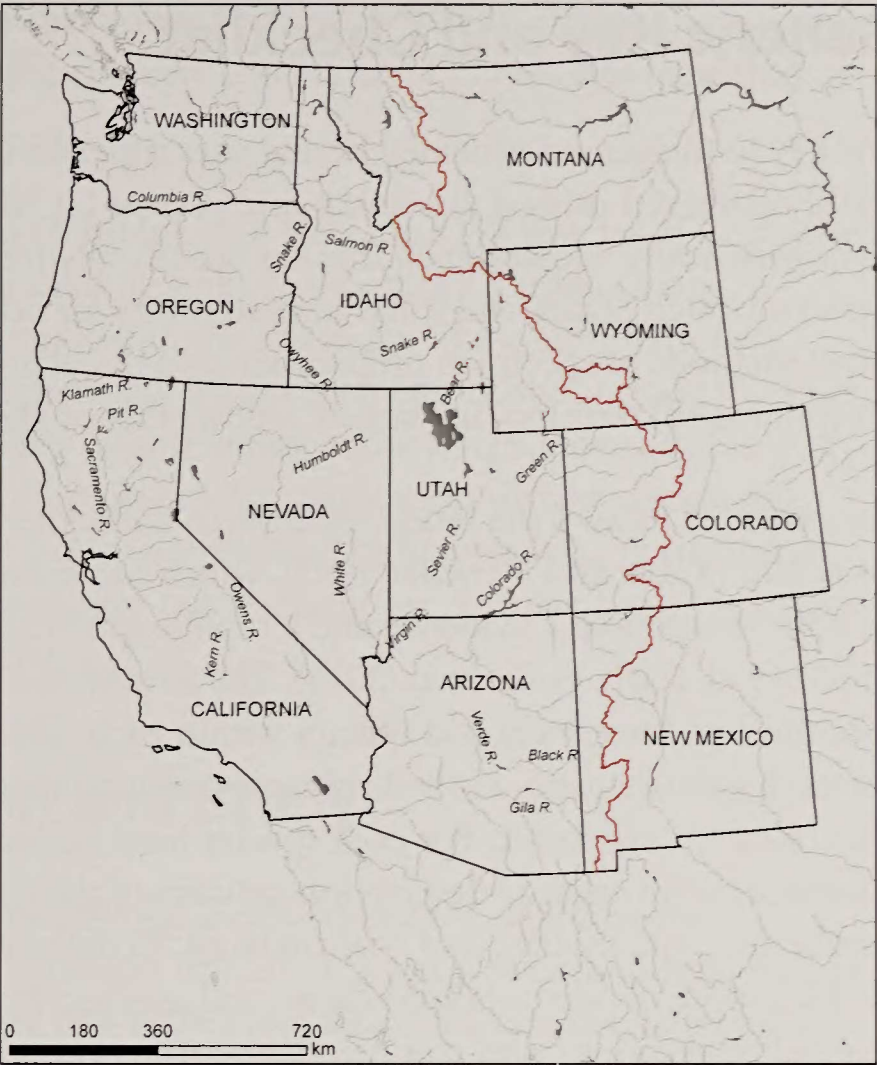 WASHINGTON
MONTANA
Columbia R.
Snake R.
Salmon R.
OREGON
IDAHO
WYOMING
Snake R.
Owyhee R.
Bear R.
Klamath R.
Pit R.
Sacramento R.
Humboldt R.
Green R.
UTAH
NEVADA
COLORADO
Sevier R.
White R.
Colorado R.
Owens R.
Virgin R.
Kern R.
ARIZONA
CALIFORNIA
Verde R.
NEW MEXICO
Black R
Gila R.
0 180 360 720
km